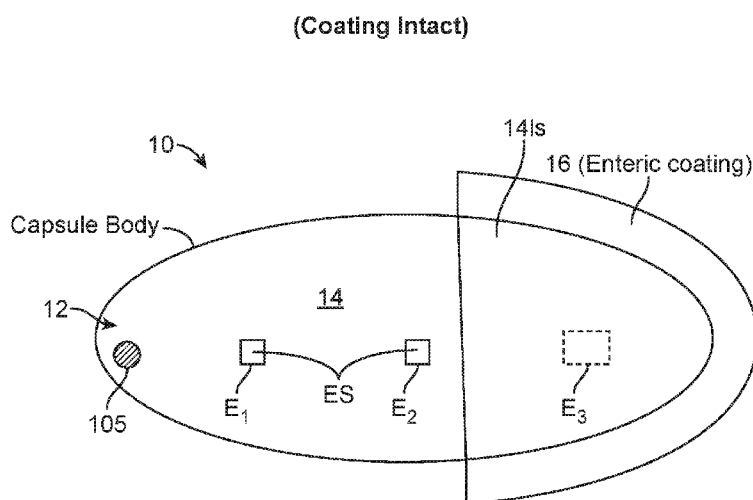 (Coating Intact)
14ls
10
16 (Enteric coating)
Capsule Body
14
12
105
E1
ES
E2
E3